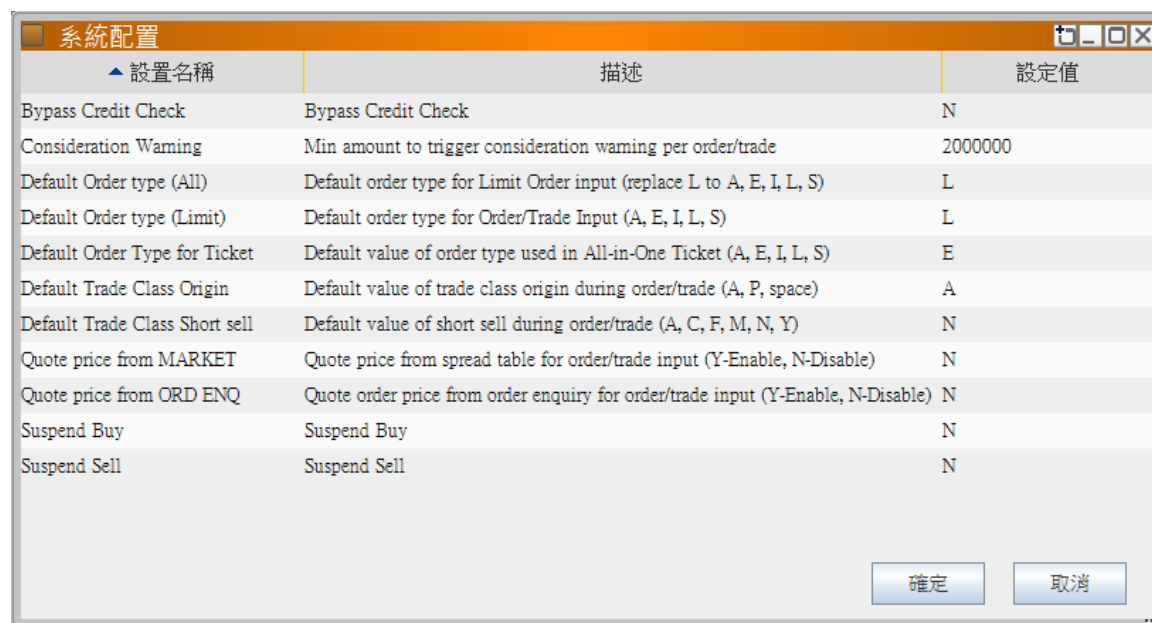 系統配置
設置名稱 描述 設定值
Bypass Credit Check Bypass Credit Check N
Consideration Warning Min amount to trigger consideration warning per order/trade 2000000
Default Order type (All) Default order type for Limit Order input (replace L to A, E, I, L, S) L
Default Order type (Limit) Default order type for Order/Trade Input (A, E, I, L, S) L
Default Order Type for Ticket Default value of order type used in All-in-One Ticket (A, E, I, L, S) E
Default Trade Class Origin Default value of trade class origin during order/trade (A, P, space) A
Default Trade Class Short sell Default value of short sell during order/trade (A, C, F, M, N, Y) N
Quote price from MARKET Quote price from spread table for order/trade input (Y-Enable, N-Disable) N
Quote price from ORD ENQ Quote order price from order enquiry for order/trade input (Y-Enable, N-Disable) N
Suspend Buy Suspend Buy N
Suspend Sell Suspend Sell N
確定 取消